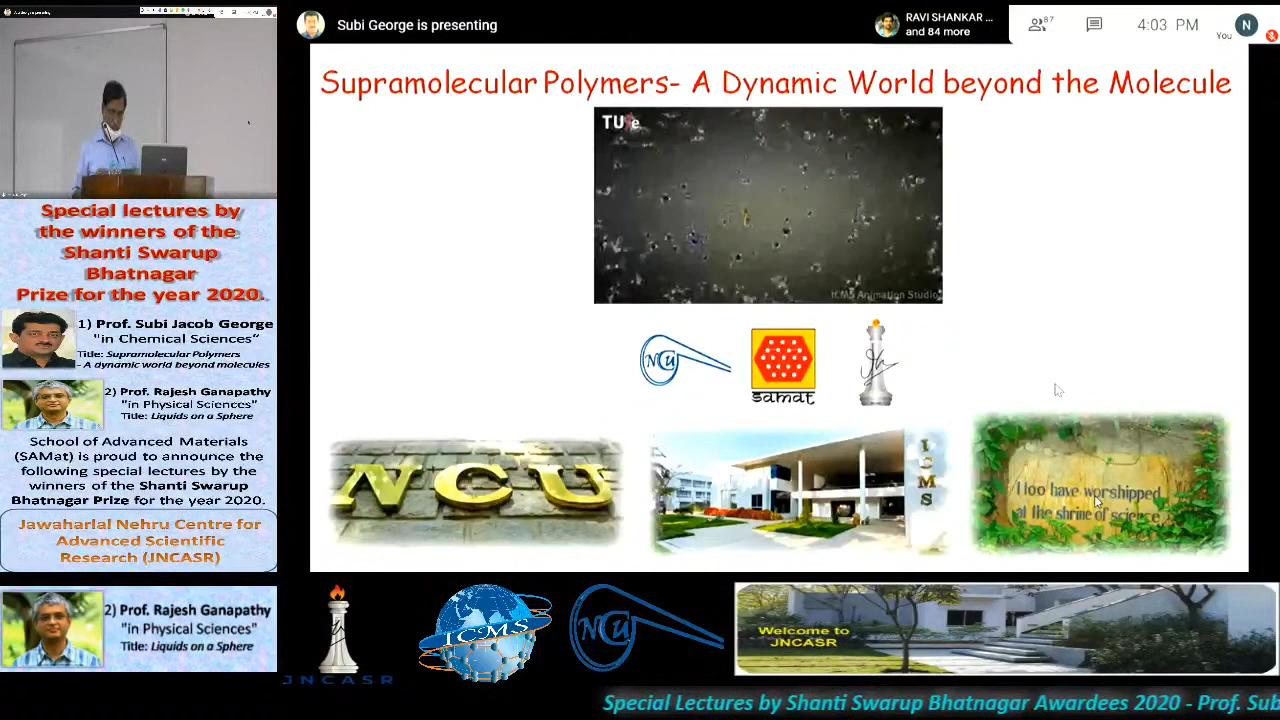 Subi George is presenting
RAVI SHANKAR ...
and 84 more
87
4:03 PM
You
N
Supramolecular Polymers- A Dynamic World beyond the Molecule
TU/e
ICMS Animation Studio
NCU
samat
NCU
ICMS
I too have worshipped
at the shrine of science
Special lectures by
the winners of the
Shanti Swarup
Bhatnagar
Prize for the year 2020.
1) Prof. Subi Jacob George
"in Chemical Sciences"
Title: Supramolecular Polymers
- A dynamic world beyond molecules
2) Prof. Rajesh Ganapathy
"in Physical Sciences"
Title: Liquids on a Sphere
School of Advanced Materials
(SAMat) is proud to announce the
following special lectures by the
winners of the Shanti Swarup
Bhatnagar Prize for the year 2020.
Jawaharlal Nehru Centre for
Advanced Scientific
Research (JNCASR)
2) Prof. Rajesh Ganapathy
"in Physical Sciences"
Title: Liquids on a Sphere
JNCASR
ICMS
NCU
Welcome to
JNCASR
Special Lectures by Shanti Swarup Bhatnagar Awardees 2020 - Prof. Sub